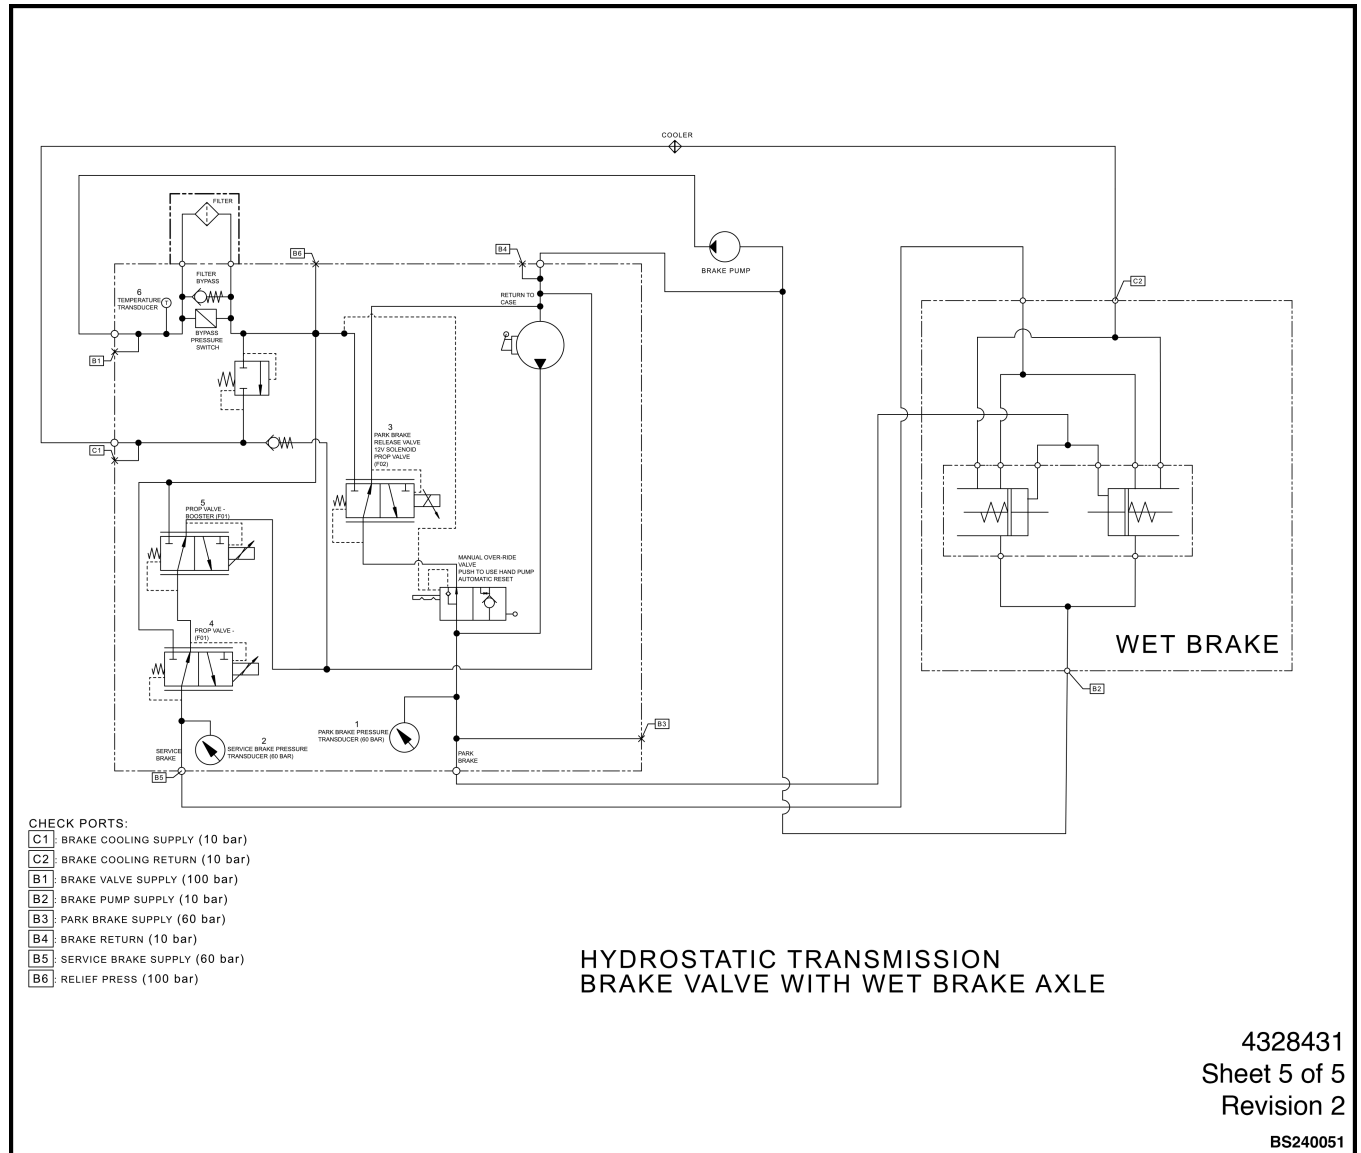 COOLER
FILTER
B6
B4
BRAKE PUMP
C2
FILTER
BYPASS
6
TEMPERATURE
TRANSDUCER
T
RETURN TO
CASE
BYPASS
PRESSURE
SWITCH
B1
3
PARK BRAKE
RELEASE VALVE
12V SOLENOID
PROP VALVE
(F02)
C1
5
PROP VALVE -
BOOSTER (F01)
MANUAL OVER-RIDE
VALVE
PUSH TO USE HAND PUMP
AUTOMATIC RESET
4
PROP VALVE -
(F01)
WET BRAKE
B2
1
PARK BRAKE PRESSURE
TRANSDUCER (60 BAR)
B3
2
SERVICE BRAKE PRESSURE
TRANSDUCER (60 BAR)
SERVICE
BRAKE
PARK
BRAKE
B5
CHECK PORTS:
C1 : BRAKE COOLING SUPPLY (10 bar)
C2 : BRAKE COOLING RETURN (10 bar)
B1 : BRAKE VALVE SUPPLY (100 bar)
B2 : BRAKE PUMP SUPPLY (10 bar)
B3 : PARK BRAKE SUPPLY (60 bar)
B4 : BRAKE RETURN (10 bar)
B5 : SERVICE BRAKE SUPPLY (60 bar)
B6 : RELIEF PRESS (100 bar)
HYDROSTATIC TRANSMISSION
BRAKE VALVE WITH WET BRAKE AXLE
4328431
Sheet 5 of 5
Revision 2
BS240051